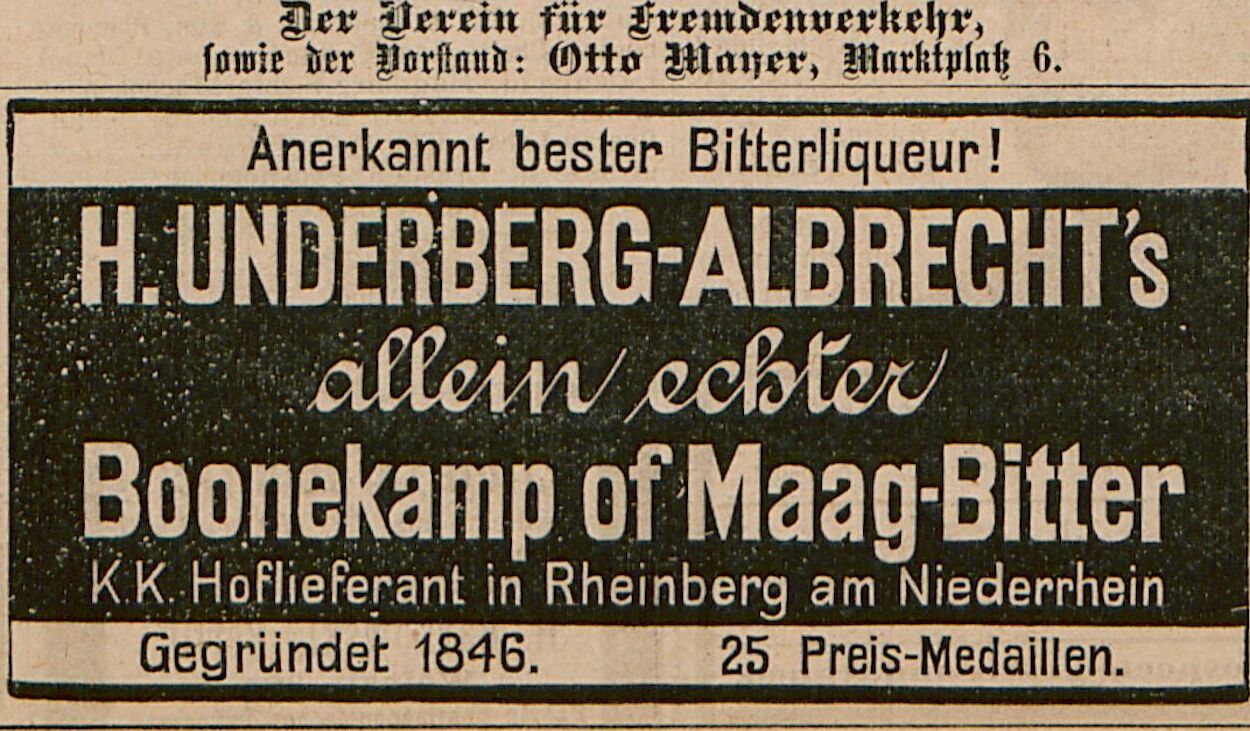 Der Verein für Fremdenverkehr,
sowie der Vorstand: Otto Mayer, Marktplatz 6.
Anerkannt bester Bitterliqueur!
H. UNDERBERG-ALBRECHT's
allein echter
Boonekamp of Maag-Bitter
K.K. Hoflieferant in Rheinberg am Niederrhein
Gegründet 1846. 25 Preis-Medaillen.